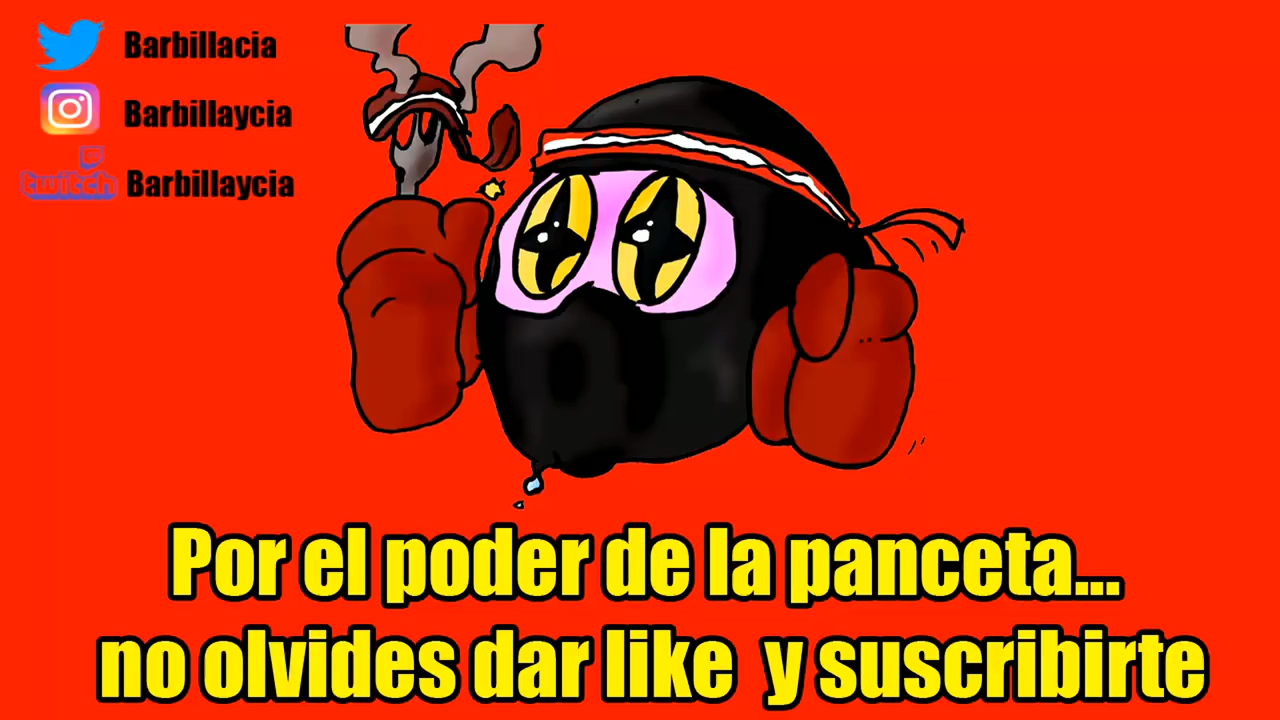 Barbillacia
Barbillaycia
twitch Barbillaycia
Por el poder de la panceta...
no olvides dar like y suscribirte